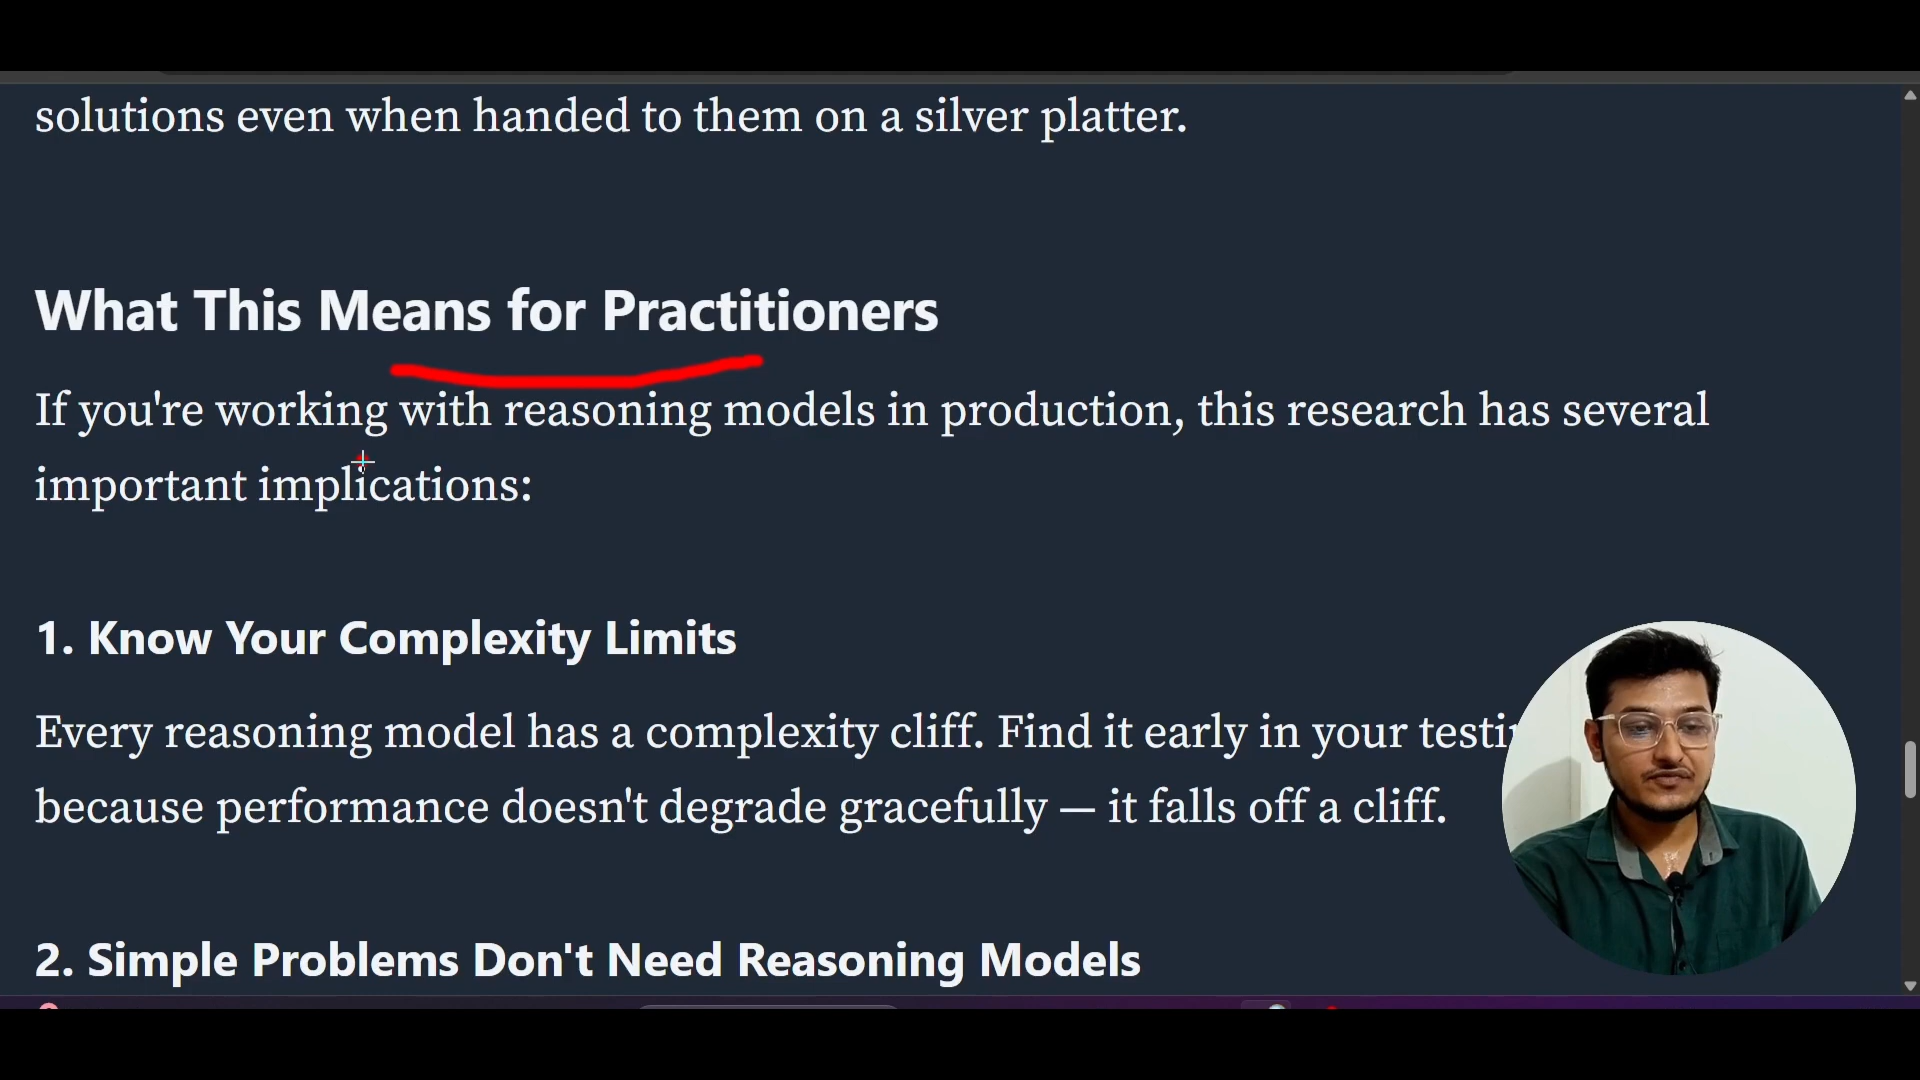 solutions even when handed to them on a silver platter.
What This Means for Practitioners
If you're working with reasoning models in production, this research has several
important implications:
1. Know Your Complexity Limits
Every reasoning model has a complexity cliff. Find it early in your
because performance doesn't degrade gracefully — it falls off a cliff.
2. Simple Problems Don't Need Reasoning Models